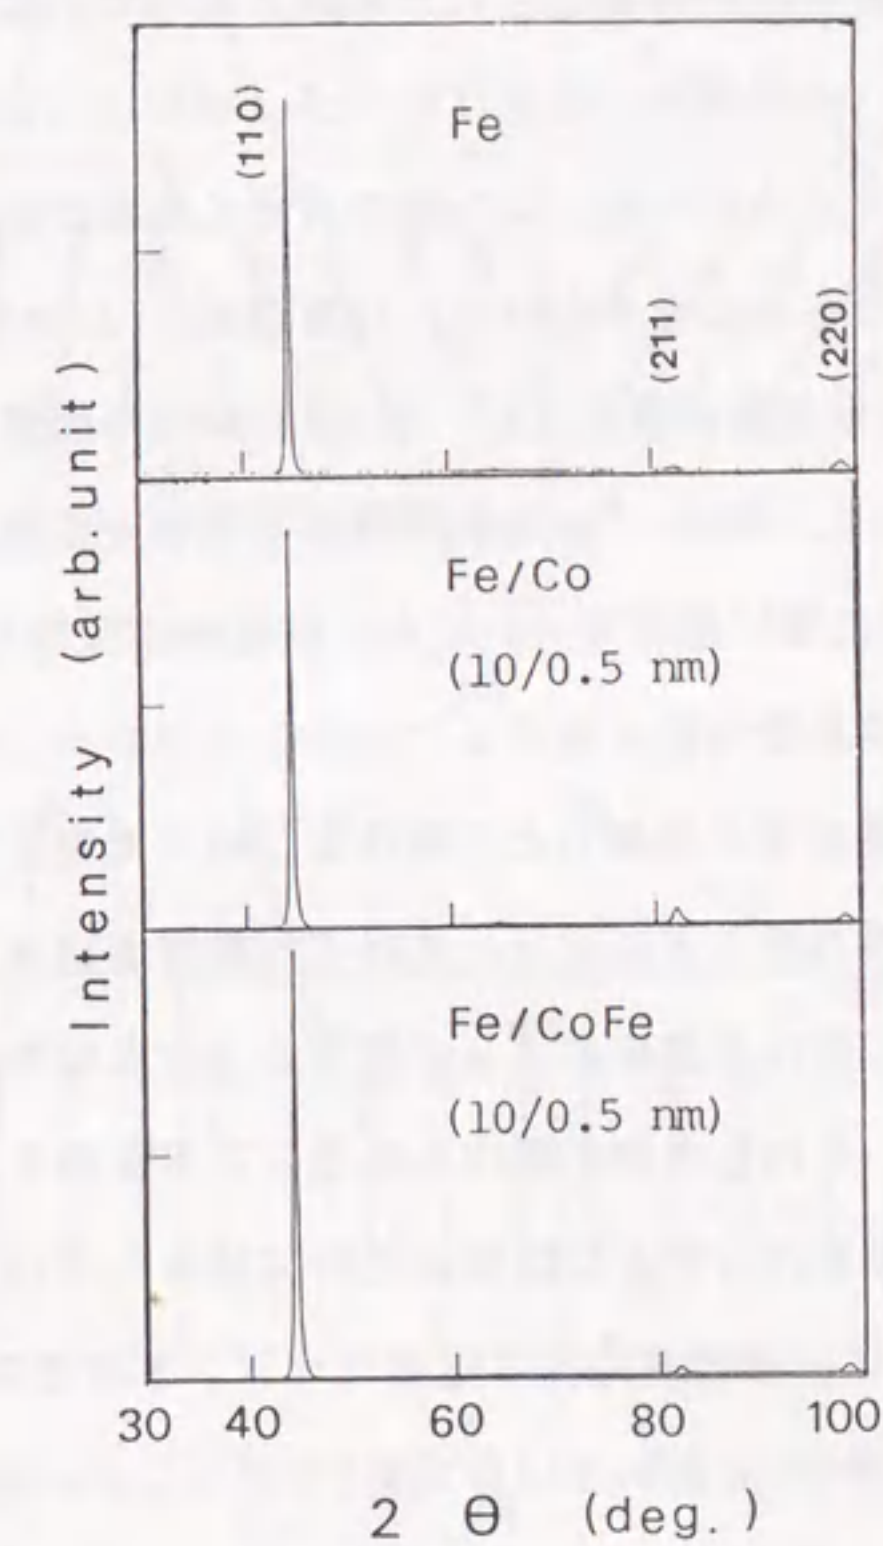 Fe
(110)
(211)
(220)
Fe/Co
(10/0.5 nm)
Fe/CoFe
(10/0.5 nm)
Intensity (arb.unit)
30 40 60 80 100
2 Θ (deg.)